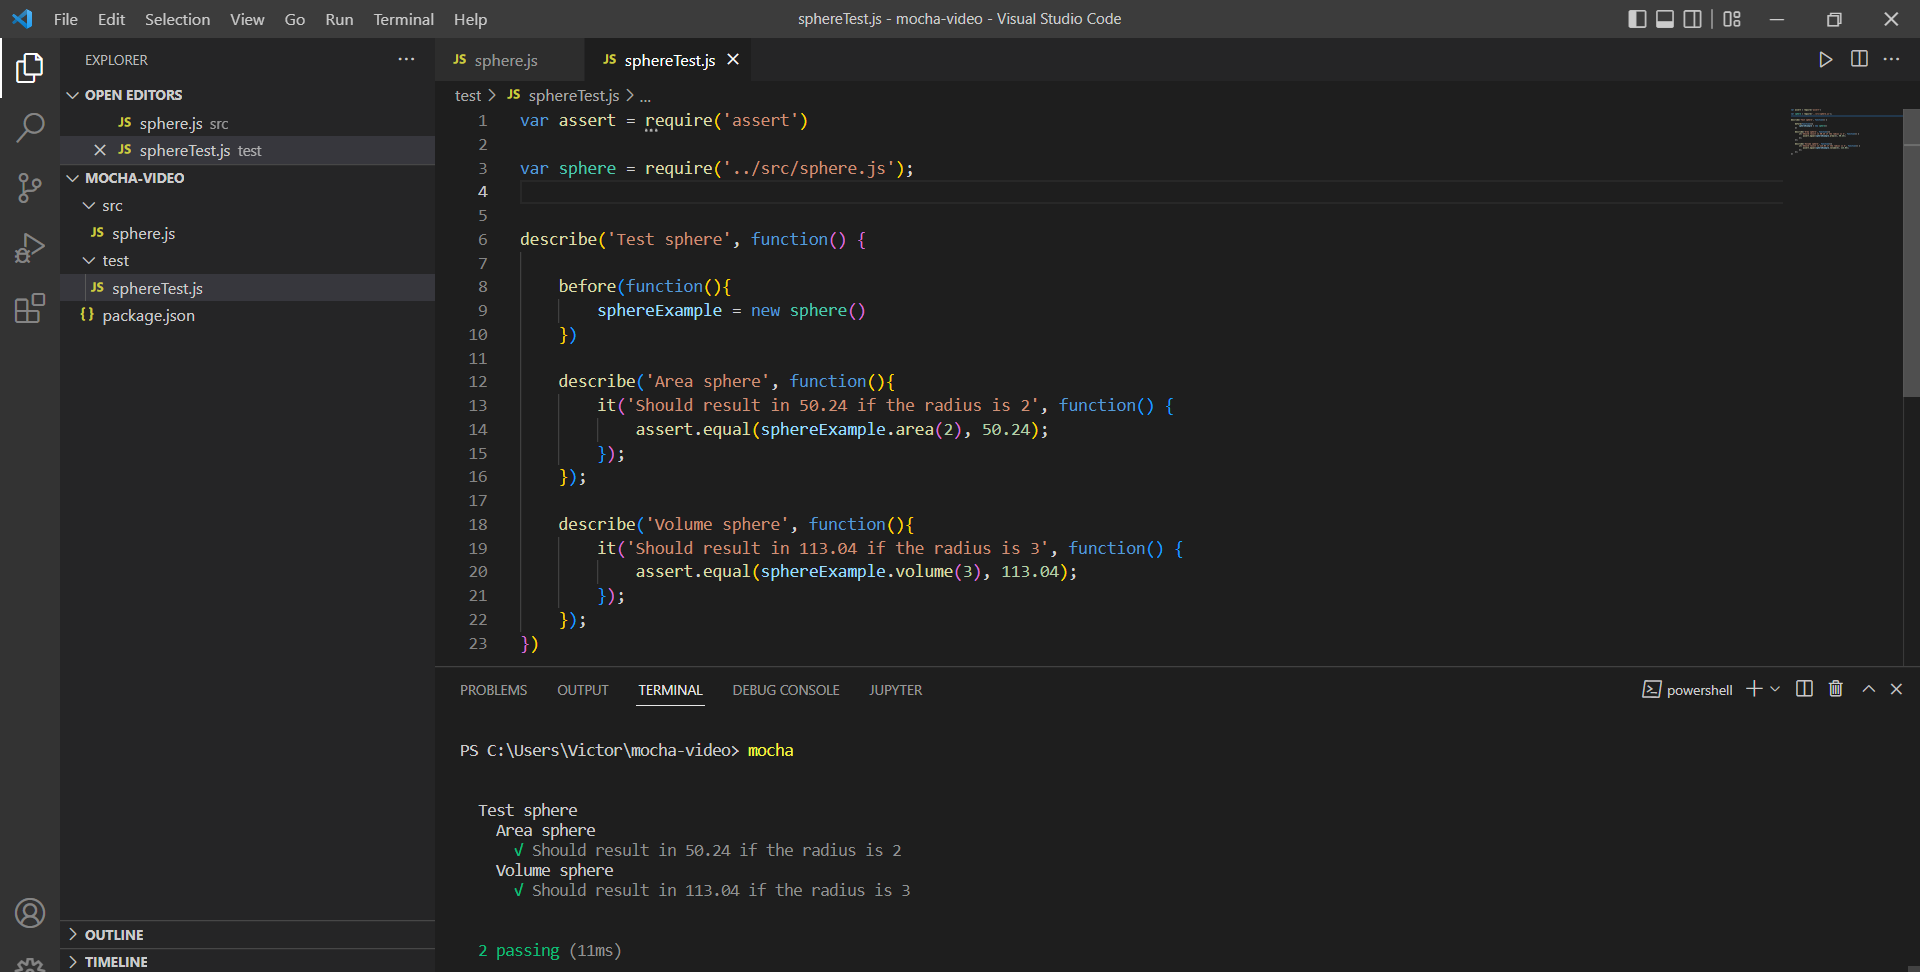 File Edit Selection View Go Run Terminal Help
sphereTest.js - mocha-video - Visual Studio Code
EXPLORER
OPEN EDITORS
JS sphere.js src
JS sphereTest.js test
MOCHA-VIDEO
src
JS sphere.js
test
JS sphereTest.js
{} package.json
OUTLINE
TIMELINE
JS sphere.js
JS sphereTest.js
test > JS sphereTest.js > ...
1 var assert = require('assert')
2
3 var sphere = require('../src/sphere.js');
4
5
6 describe('Test sphere', function() {
7
8 before(function(){
9 sphereExample = new sphere()
10 })
11
12 describe('Area sphere', function(){
13 it('Should result in 50.24 if the radius is 2', function() {
14 assert.equal(sphereExample.area(2), 50.24);
15 });
16 });
17
18 describe('Volume sphere', function(){
19 it('Should result in 113.04 if the radius is 3', function() {
20 assert.equal(sphereExample.volume(3), 113.04);
21 });
22 });
23 })
PROBLEMS OUTPUT TERMINAL DEBUG CONSOLE JUPYTER
powershell
PS C:\Users\Victor\mocha-video> mocha
Test sphere
Area sphere
√ Should result in 50.24 if the radius is 2
Volume sphere
√ Should result in 113.04 if the radius is 3
2 passing (11ms)